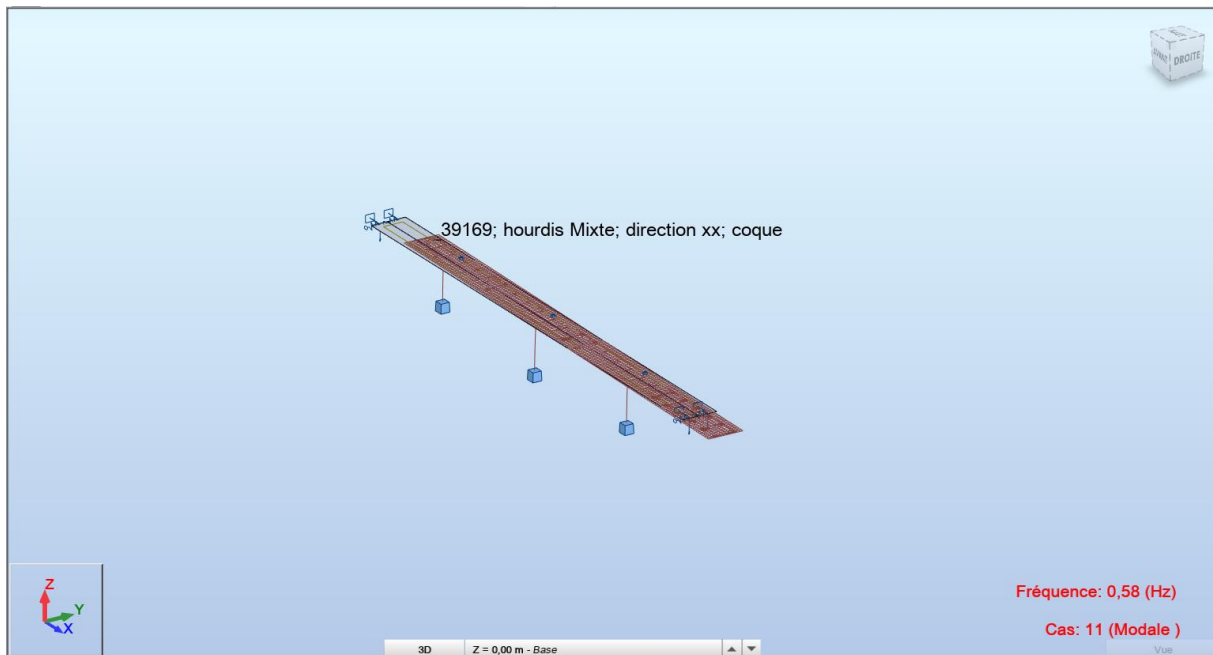 DROITE
39169; hourdis Mixte; direction xx; coque
Z
Y
X
Fréquence: 0,58 (Hz)
Cas: 11 (Modale )
3D Z = 0,00 m - Base
Vue